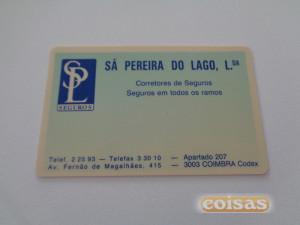 SPL
SEGUROS
SÁ PEREIRA DO LAGO, L.DA
Corretores de Seguros
Seguros em todos os ramos
Telef. 2 25 93 — Telefax 3 30 10 — Apartado 207
Av. Fernão de Magalhães, 415 — 3003 COIMBRA Codex
coisas